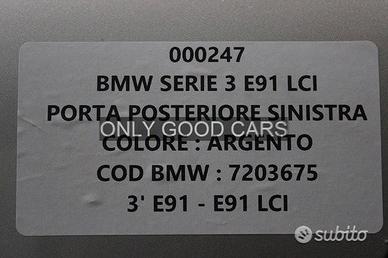 000247
BMW SERIE 3 E91 LCI
PORTA POSTERIORE SINISTRA
ONLY GOOD CARS
COLORE : ARGENTO
COD BMW : 7203675
3' E91 - E91 LCI
subito